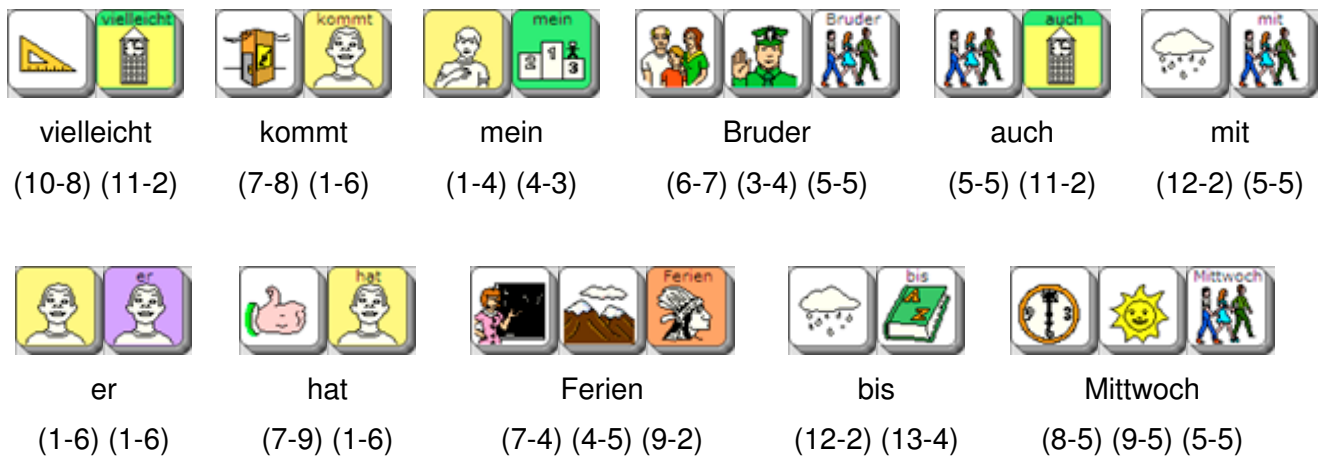 vielleicht kommt mein Bruder auch mit
vielleicht kommt mein Bruder auch mit
(10-8) (11-2) (7-8) (1-6) (1-4) (4-3) (6-7) (3-4) (5-5) (5-5) (11-2) (12-2) (5-5)
er hat Ferien bis Mittwoch
er hat Ferien bis Mittwoch
(1-6) (1-6) (7-9) (1-6) (7-4) (4-5) (9-2) (12-2) (13-4) (8-5) (9-5) (5-5)